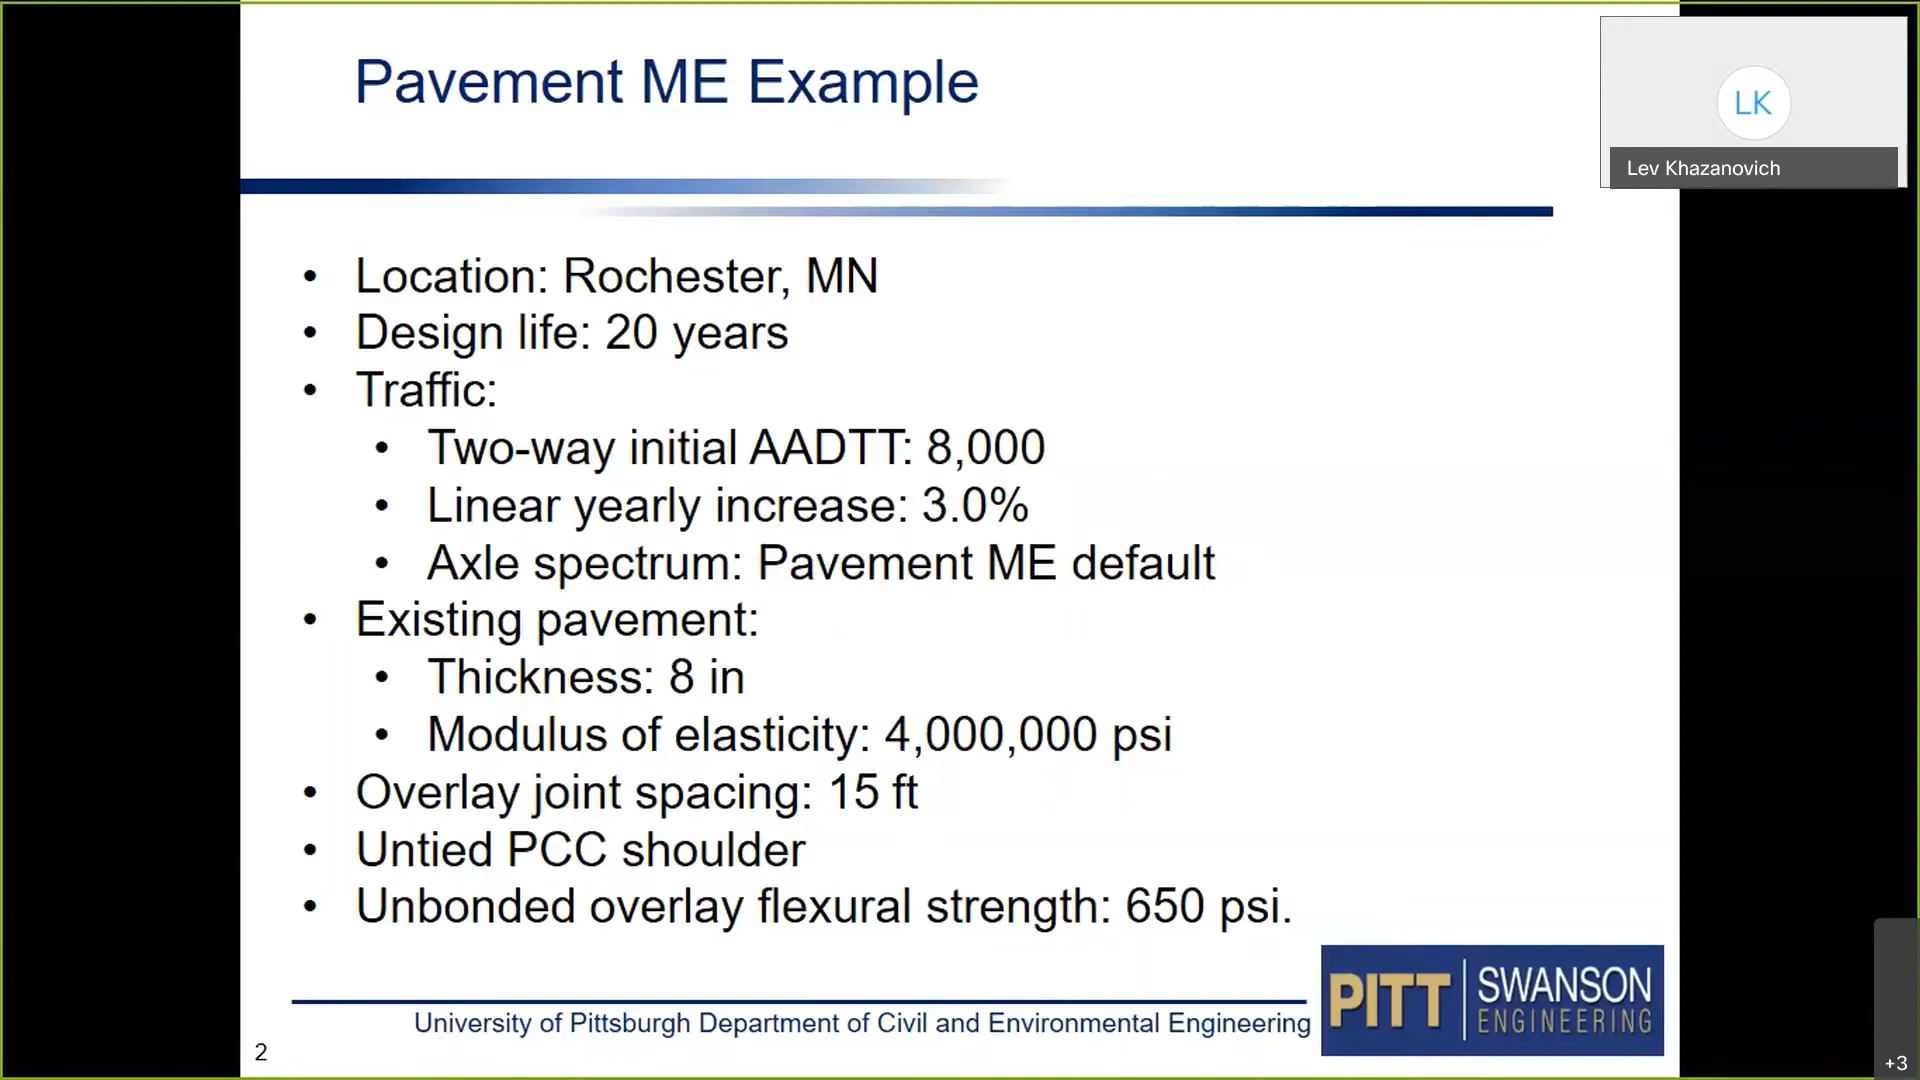 Pavement ME Example
LK
Lev Khazanovich
• Location: Rochester, MN
• Design life: 20 years
• Traffic:
• Two-way initial AADTT: 8,000
• Linear yearly increase: 3.0%
• Axle spectrum: Pavement ME default
• Existing pavement:
• Thickness: 8 in
• Modulus of elasticity: 4,000,000 psi
• Overlay joint spacing: 15 ft
• Untied PCC shoulder
• Unbonded overlay flexural strength: 650 psi.
University of Pittsburgh Department of Civil and Environmental Engineering
PITT
SWANSON
ENGINEERING
2
+3